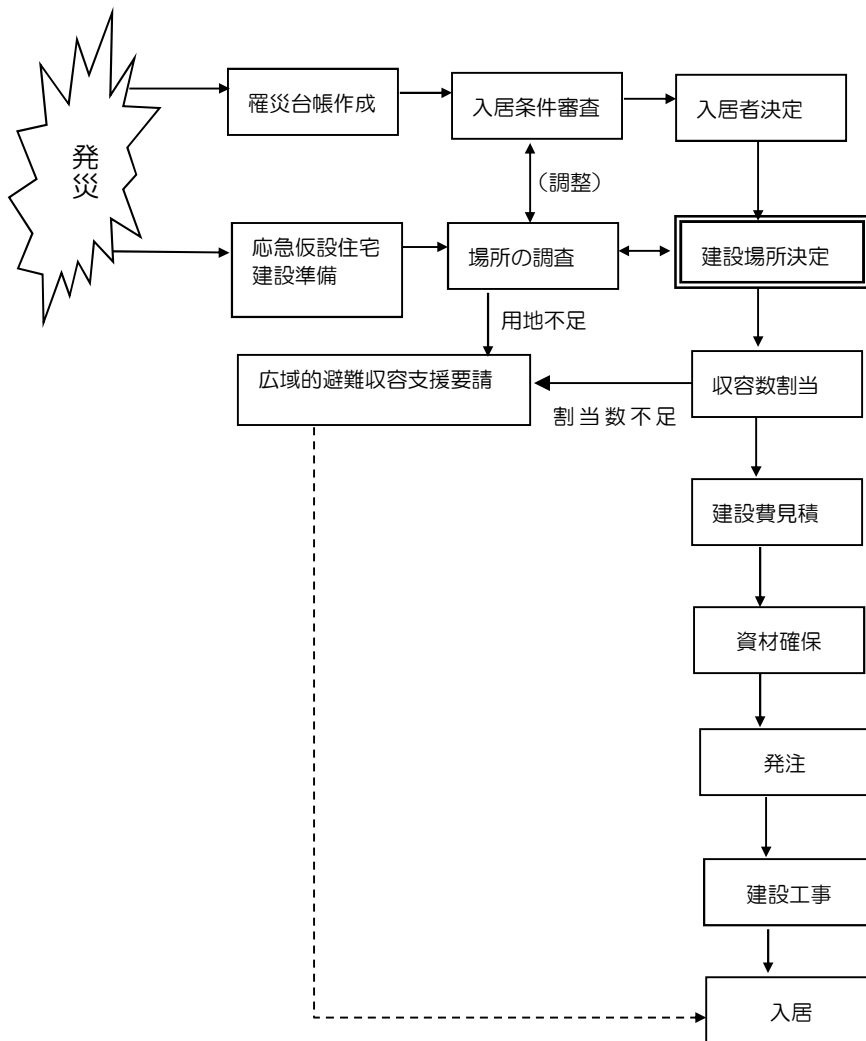 発災
罹災台帳作成
入居条件審査
入居者決定
（調整）
応急仮設住宅
建設準備
場所の調査
建設場所決定
用地不足
広域的避難収容支援要請
収容数割当
割当数不足
建設費見積
資材確保
発注
建設工事
入居